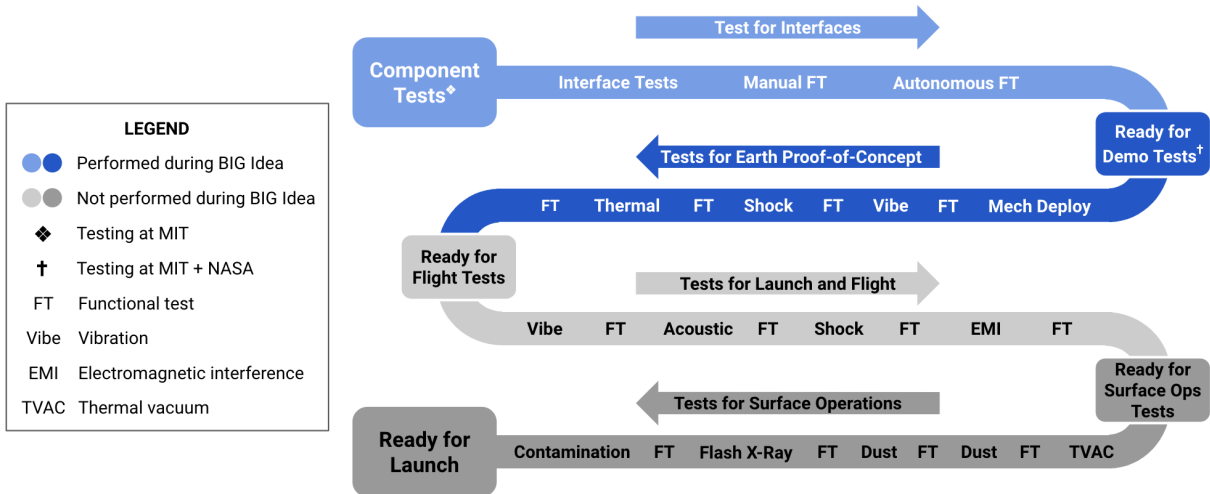 Test for Interfaces
Component
Tests❖
Interface Tests
Manual FT
Autonomous FT
LEGEND
Performed during BIG Idea
Not performed during BIG Idea
❖ Testing at MIT
✝ Testing at MIT + NASA
FT Functional test
Vibe Vibration
EMI Electromagnetic interference
TVAC Thermal vacuum
Ready for
Demo Tests✝
Tests for Earth Proof-of-Concept
FT Thermal FT Shock FT Vibe FT Mech Deploy
Ready for
Flight Tests
Tests for Launch and Flight
Vibe FT Acoustic FT Shock FT EMI FT
Ready for
Surface Ops
Tests
Tests for Surface Operations
Ready for
Launch
Contamination FT Flash X-Ray FT Dust FT Dust FT TVAC